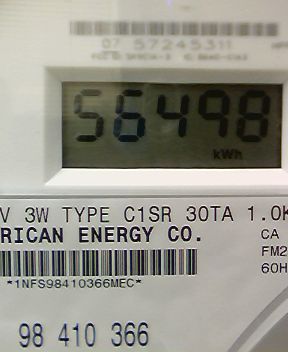 07 57245311
56498
kWh
V 3W TYPE C1SR 30TA 1.0K
RICAN ENERGY CO.
CA
FM2
60H
*1NFS98410366MEC*
98 410 366